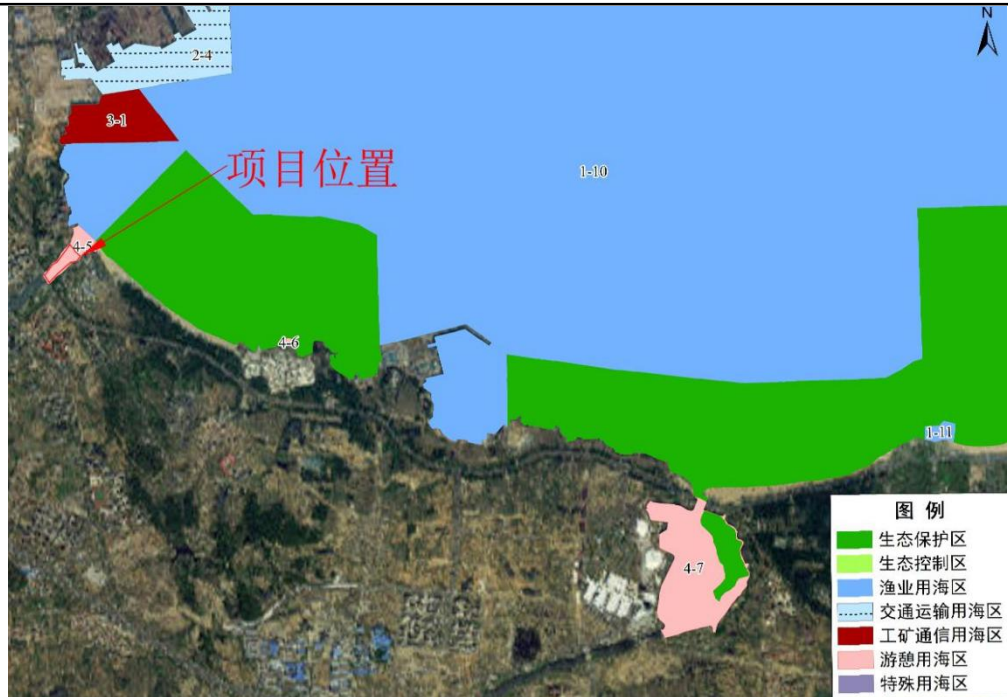 N
2-4
3-1
1-10
项目位置
4-5
4-6
1-11
4-7
图 例
生态保护区
生态控制区
渔业用海区
交通运输用海区
工矿通信用海区
游憩用海区
特殊用海区